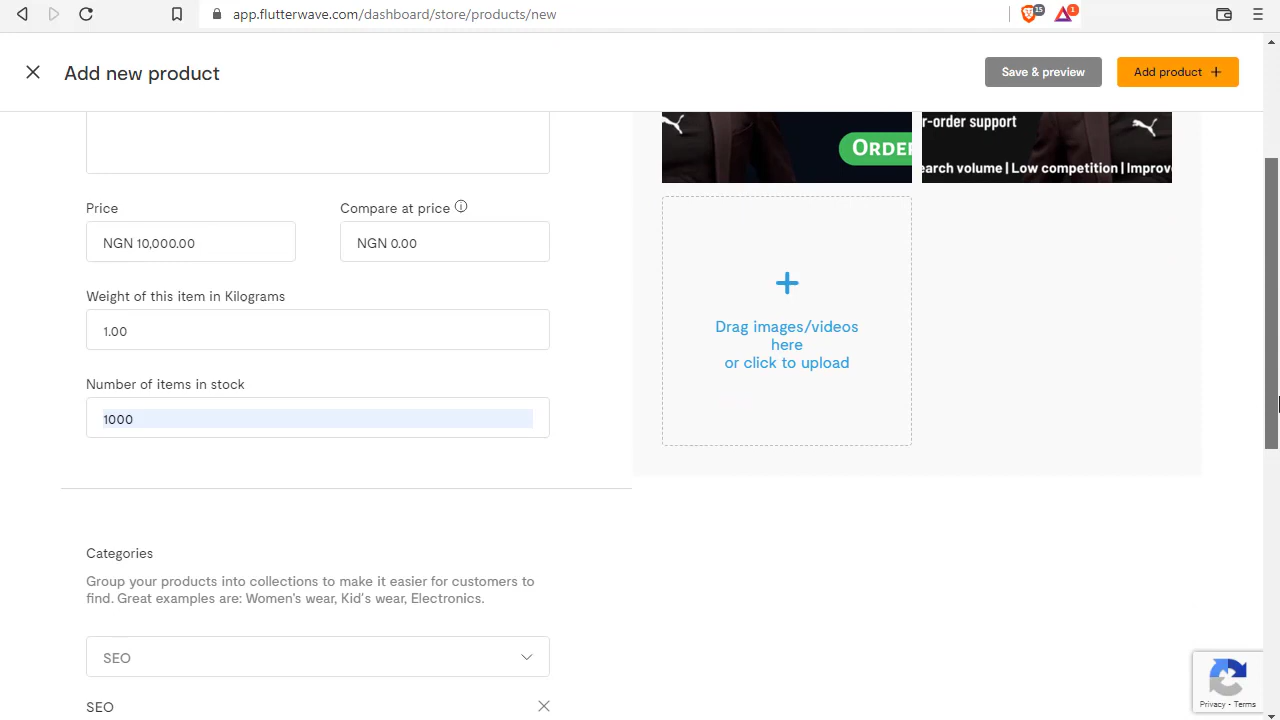 app.flutterwave.com/dashboard/store/products/new
15
1
Add new product
Save & preview
Add product +
r-order support
ORDE
earch volume | Low competition | Improv
Price
Compare at price
NGN 10,000.00
NGN 0.00
Weight of this item in Kilograms
1.00
Number of items in stock
1000
Drag images/videos
here
or click to upload
Categories
Group your products into collections to make it easier for customers to
find. Great examples are: Women's wear, Kid's wear, Electronics.
SEO
SEO
Privacy - Terms